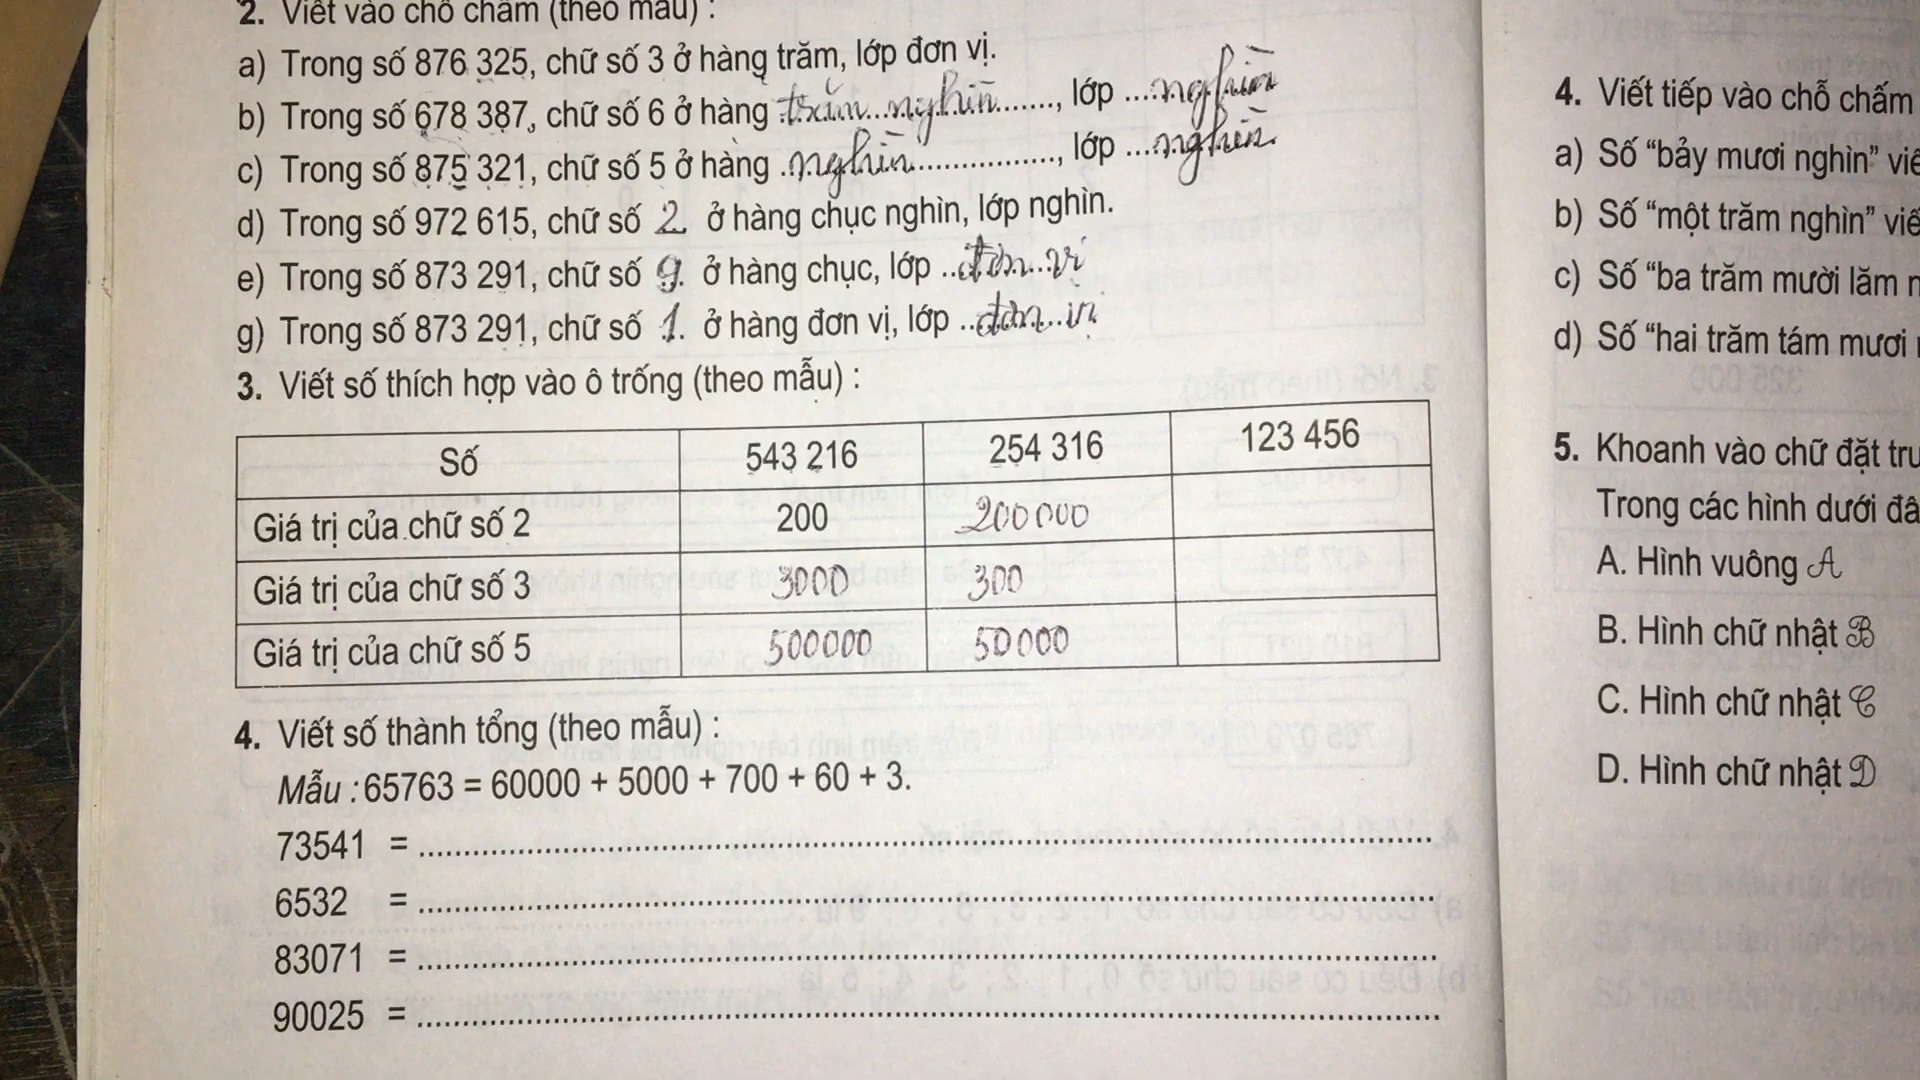 2. Viết vào chỗ chấm (theo mẫu) :
a) Trong số 876 325, chữ số 3 ở hàng trăm, lớp đơn vị.
b) Trong số 678 387, chữ số 6 ở hàng trăm nghìn, lớp nghìn
c) Trong số 875 321, chữ số 5 ở hàng nghìn, lớp nghìn
d) Trong số 972 615, chữ số 2 ở hàng chục nghìn, lớp nghìn.
e) Trong số 873 291, chữ số 9 ở hàng chục, lớp đơn vị
g) Trong số 873 291, chữ số 1 ở hàng đơn vị, lớp đơn vị
3. Viết số thích hợp vào ô trống (theo mẫu) :
Số 543 216 254 316 123 456
Giá trị của chữ số 2 200 200000
Giá trị của chữ số 3 3000 300
Giá trị của chữ số 5 500000 50000
4. Viết số thành tổng (theo mẫu) :
Mẫu : 65763 = 60000 + 5000 + 700 + 60 + 3.
73541 = ....................
6532 = ....................
83071 = ....................
90025 = ....................
4. Viết tiếp vào chỗ chấm
a) Số “bảy mươi nghìn”
b) Số “một trăm nghìn”
c) Số “ba trăm mười lăm
d) Số “hai trăm tám mươi
5. Khoanh vào chữ đặt
Trong các hình dưới
A. Hình vuông A
B. Hình chữ nhật B
C. Hình chữ nhật C
D. Hình chữ nhật D